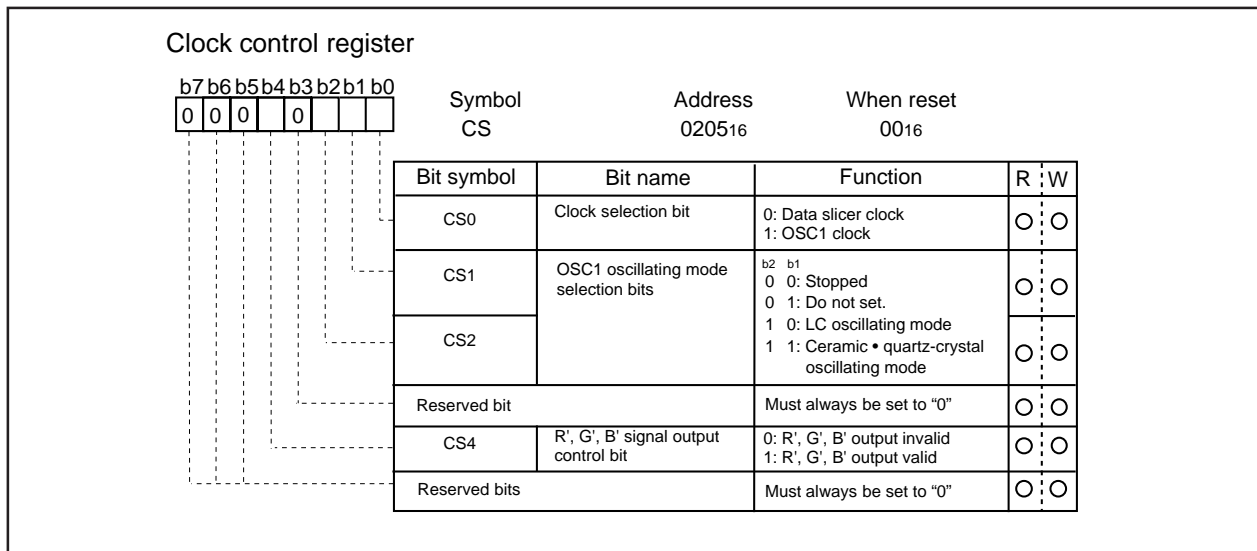 Clock control register
b7 b6 b5 b4 b3 b2 b1 b0
0 0 0 0
Symbol Address When reset
CS 020516 0016
Bit symbol Bit name Function R W
CS0 Clock selection bit 0: Data slicer clock
1: OSC1 clock
CS1 OSC1 oscillating mode
selection bits
b2 b1
0 0: Stopped
0 1: Do not set.
1 0: LC oscillating mode
1 1: Ceramic • quartz-crystal
oscillating mode
CS2
Reserved bit Must always be set to “0”
CS4 R', G', B' signal output
control bit
0: R', G', B' output invalid
1: R', G', B' output valid
Reserved bits Must always be set to “0”